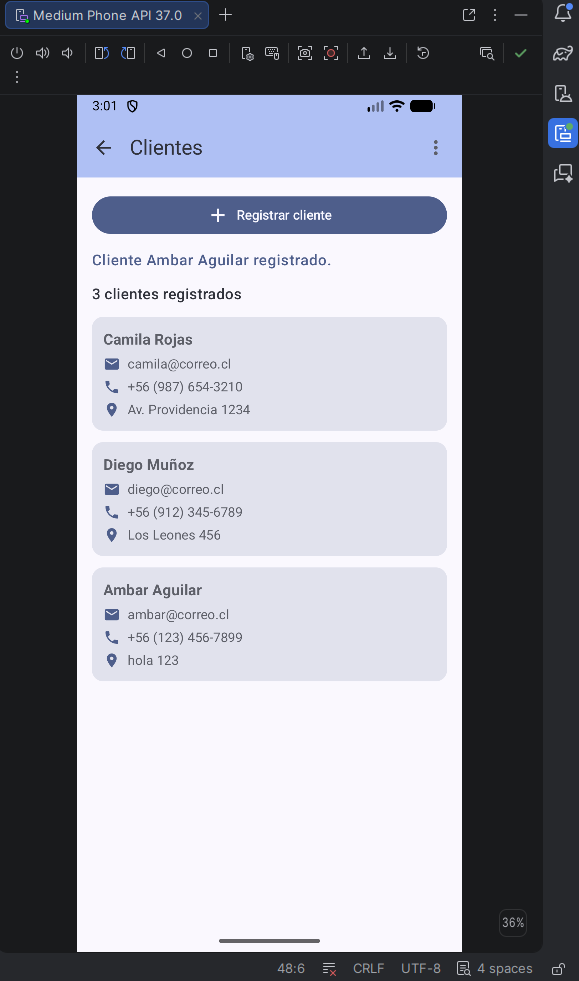 Medium Phone API 37.0
3:01
Clientes
Registrar cliente
Cliente Ambar Aguilar registrado.
3 clientes registrados
Camila Rojas
camila@correo.cl
+56 (987) 654-3210
Av. Providencia 1234
Diego Muñoz
diego@correo.cl
+56 (912) 345-6789
Los Leones 456
Ambar Aguilar
ambar@correo.cl
+56 (123) 456-7899
hola 123
36%
48:6 CRLF UTF-8 4 spaces